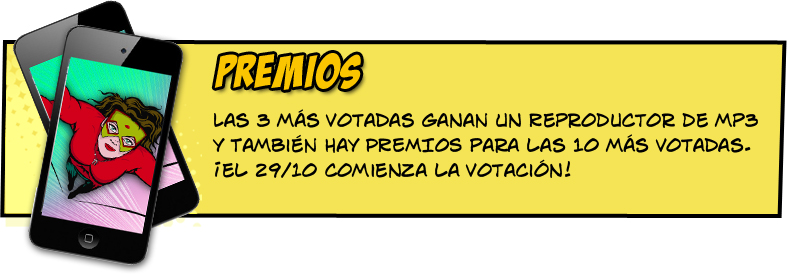 PREMIOS
LAS 3 MÁS VOTADAS GANAN UN REPRODUCTOR DE MP3
Y TAMBIÉN HAY PREMIOS PARA LAS 10 MÁS VOTADAS.
¡EL 29/10 COMIENZA LA VOTACIÓN!